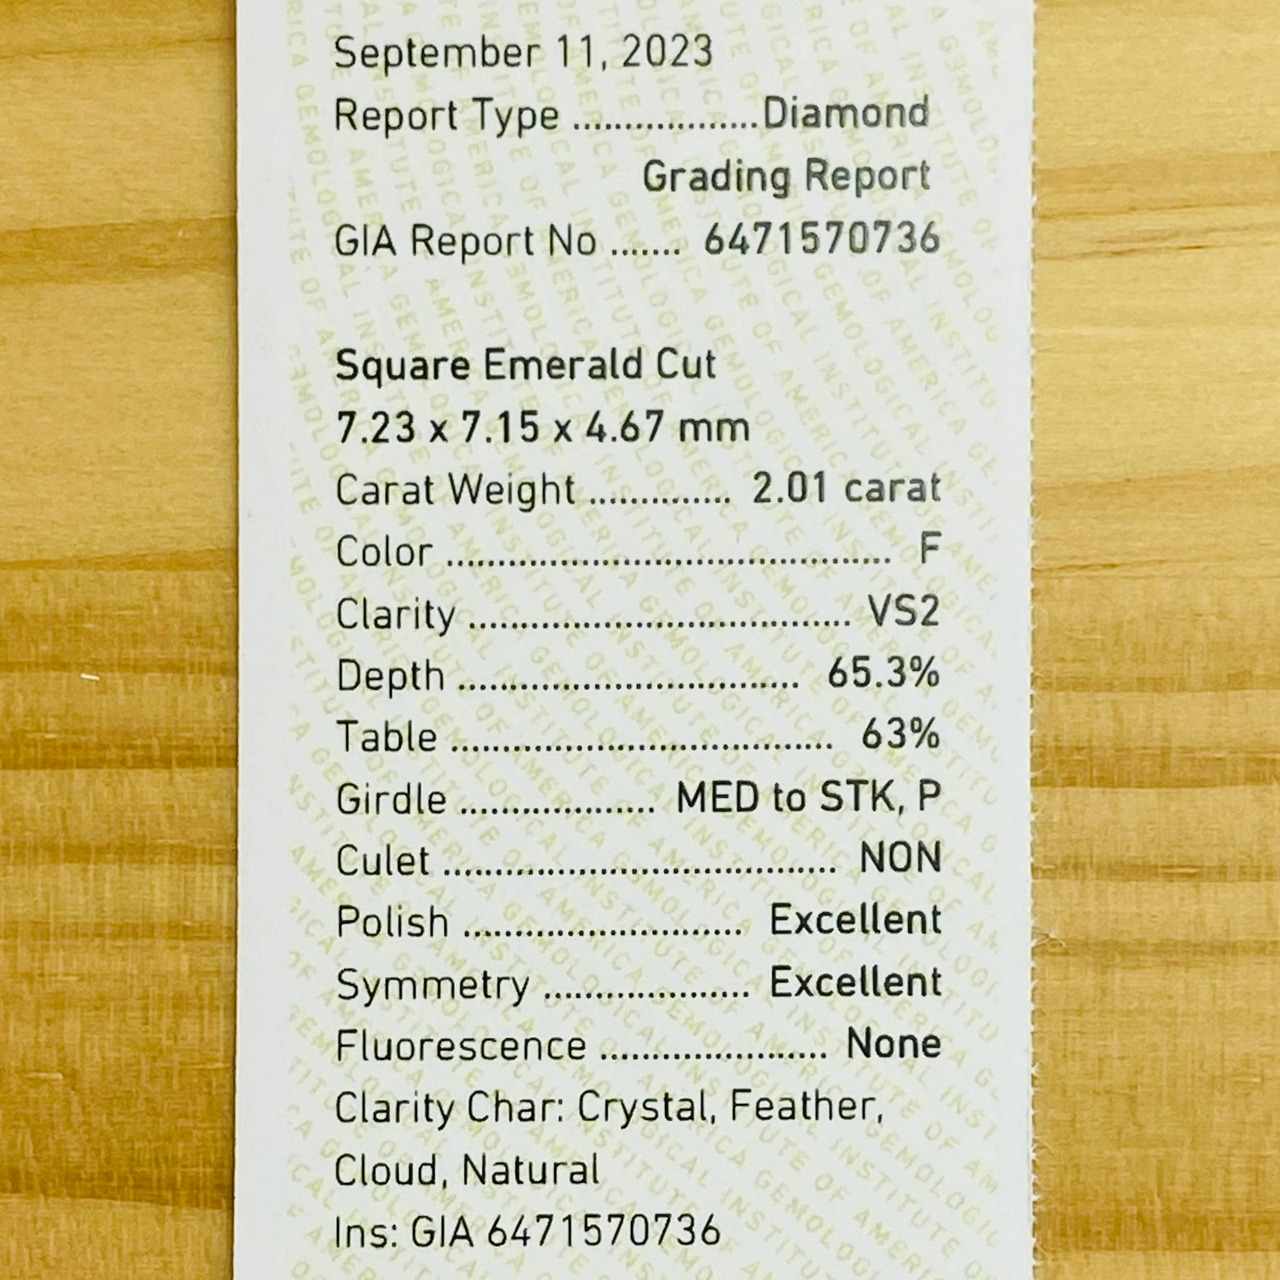 September 11, 2023
Report Type ..................Diamond
Grading Report
GIA Report No ....... 6471570736
Square Emerald Cut
7.23 x 7.15 x 4.67 mm
Carat Weight .............. 2.01 carat
Color ........................................... F
Clarity ..................................... VS2
Depth ................................. 65.3%
Table ..................................... 63%
Girdle ................... MED to STK, P
Culet ...................................... NON
Polish ........................... Excellent
Symmetry .................... Excellent
Fluorescence ...................... None
Clarity Char: Crystal, Feather,
Cloud, Natural
Ins: GIA 6471570736